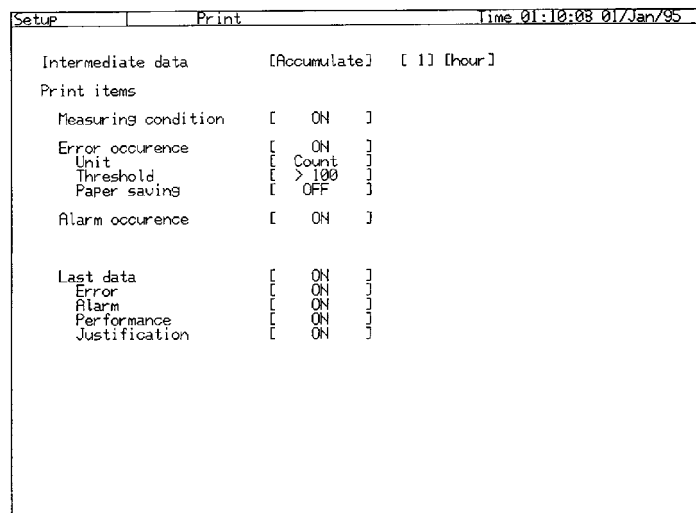 Setup Print Time 01:10:08 01/Jan/95
Intermediate data [Accumulate] [ 1] [hour]
Print items
Measuring condition [ ON ]
Error occurence [ ON ]
Unit [ Count ]
Threshold [ > 100 ]
Paper saving [ OFF ]
Alarm occurence [ ON ]
Last data [ ON ]
Error [ ON ]
Alarm [ ON ]
Performance [ ON ]
Justification [ ON ]